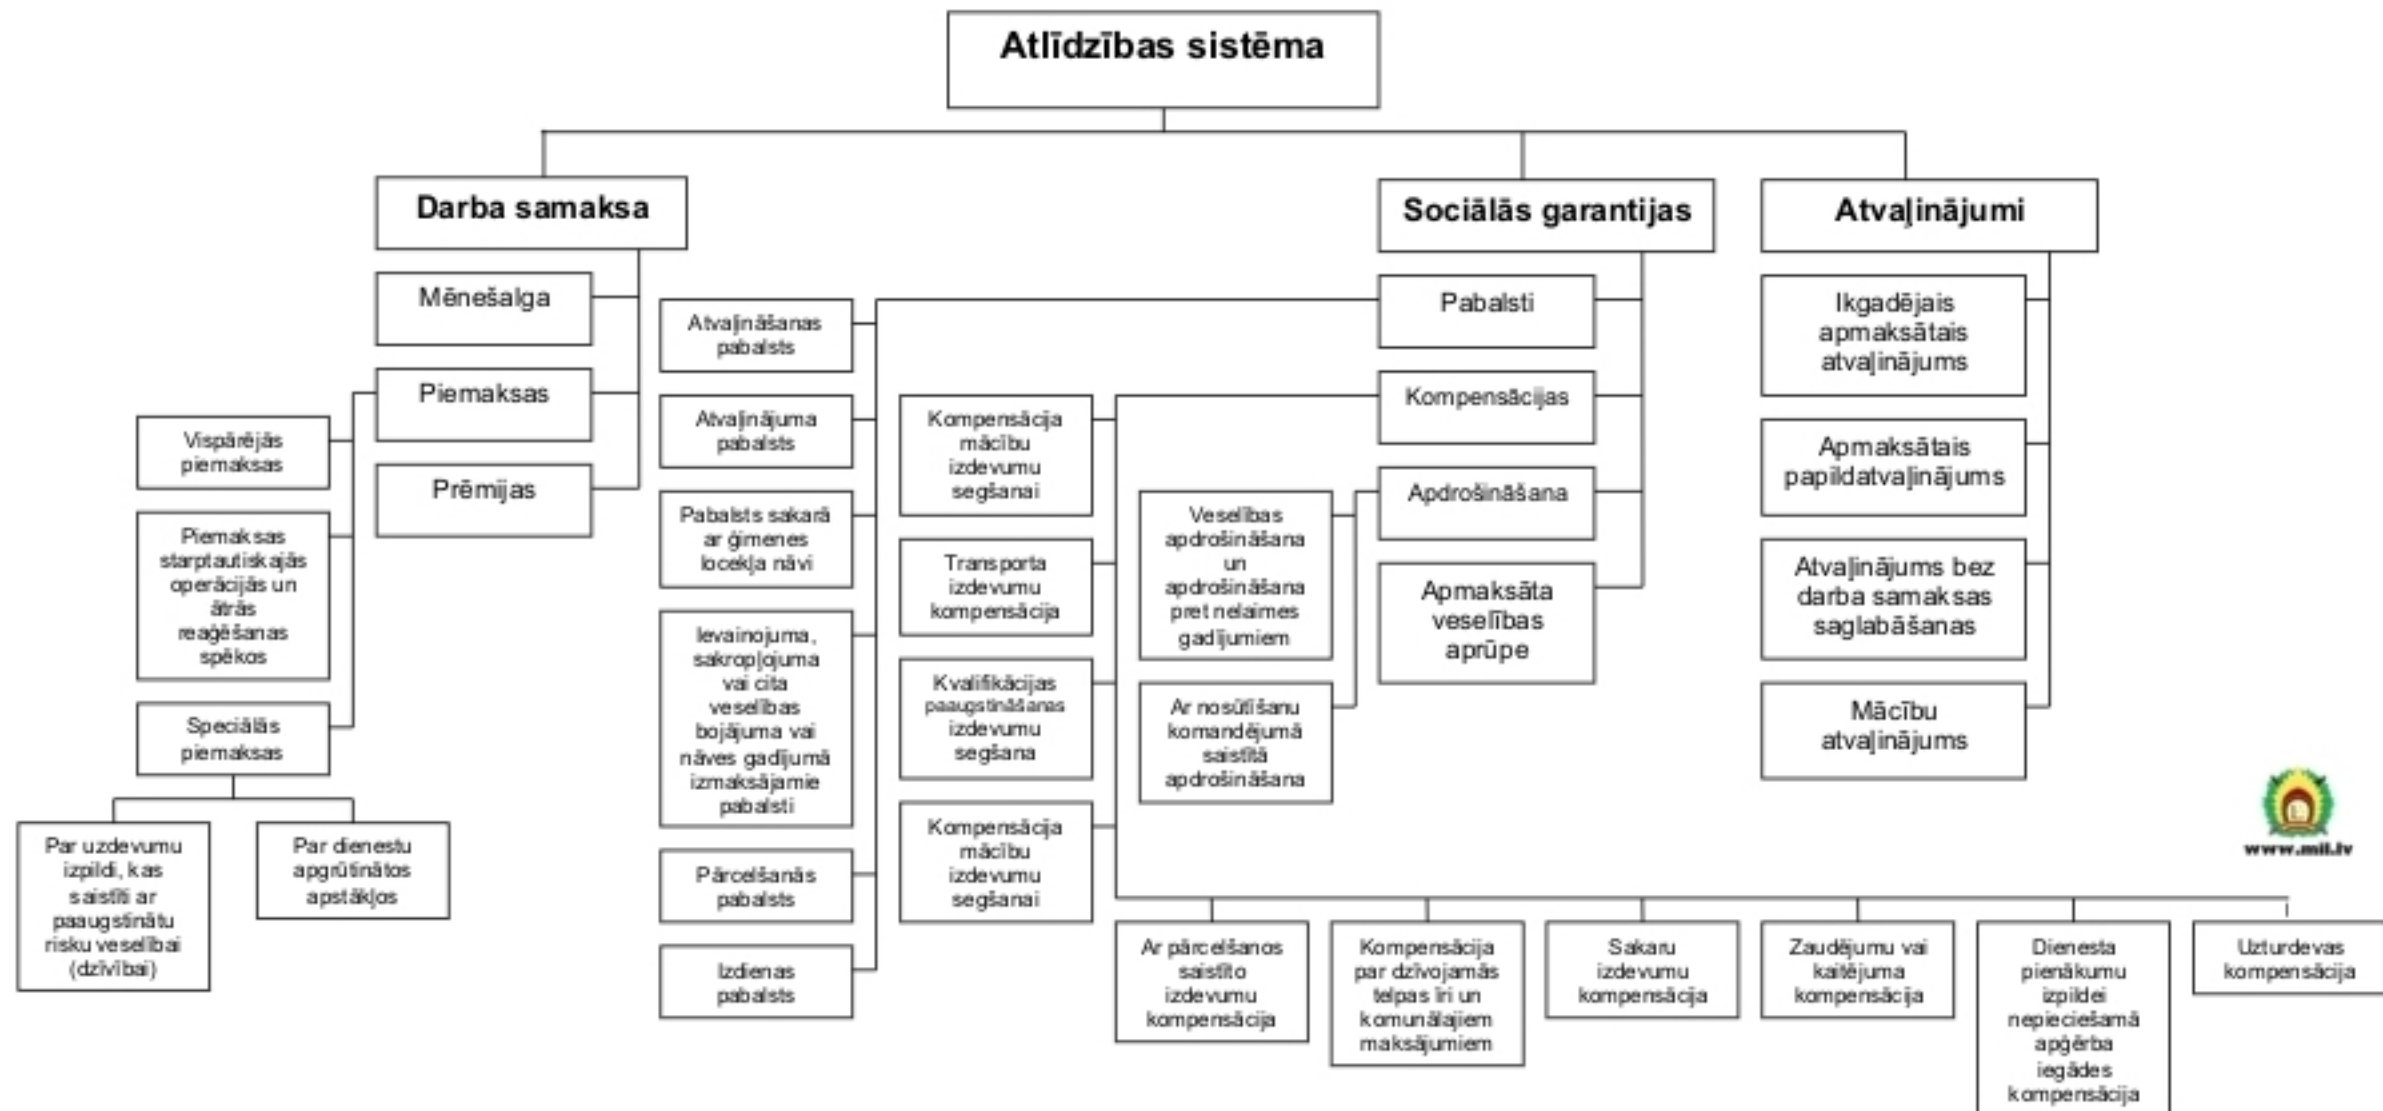 Atlīdzības sistēma
Darba samaksa
Mēnešalga
Piemaksas
Prēmijas
Vispārējās
piemaksas
Piemaksas
starptautiskajās
operācijās un
ātrās
reaģēšanas
spēkos
Speciālās
piemaksas
Par uzdevumu
izpildi, kas
saistīti ar
paaugstinātu
risku veselībai
(dzīvībai)
Par dienestu
apgrūtinātos
apstākļos
Sociālās garantijas
Pabalsti
Kompensācijas
Apdrošināšana
Apmaksāta
veselības
aprūpe
Atvaļināšanas
pabalsts
Atvaļinājuma
pabalsts
Pabalsts sakarā
ar ģimenes
locekļa nāvi
Ievainojuma,
sakropļojuma
vai cita
veselības
bojājuma vai
nāves gadījumā
izmaksājamie
pabalsti
Pārcelšanās
pabalsts
Izdienas
pabalsts
Kompensācija
mācību
izdevumu
segšanai
Transporta
izdevumu
kompensācija
Kvalifikācijas
paaugstināšanas
izdevumu
segšana
Kompensācija
mācību
izdevumu
segšanai
Ar pārcelšanos
saistīto
izdevumu
kompensācija
Kompensācija
par dzīvojamās
telpas īri un
komunālajiem
maksājumiem
Sakaru
izdevumu
kompensācija
Zaudējumu vai
kaitējuma
kompensācija
Dienesta
pienākumu
izpildei
nepieciešamā
apģērba
iegādes
kompensācija
Uzturdevas
kompensācija
Veselības
apdrošināšana
un
apdrošināšana
pret nelaimes
gadījumiem
Ar nosūtīšanu
komandējumā
saistītā
apdrošināšana
Atvaļinājumi
Ikgadējais
apmaksātais
atvaļinājums
Apmaksātais
papildatvaļinājums
Atvaļinājums bez
darba samaksas
saglabāšanas
Mācību
atvaļinājums
www.mil.lv